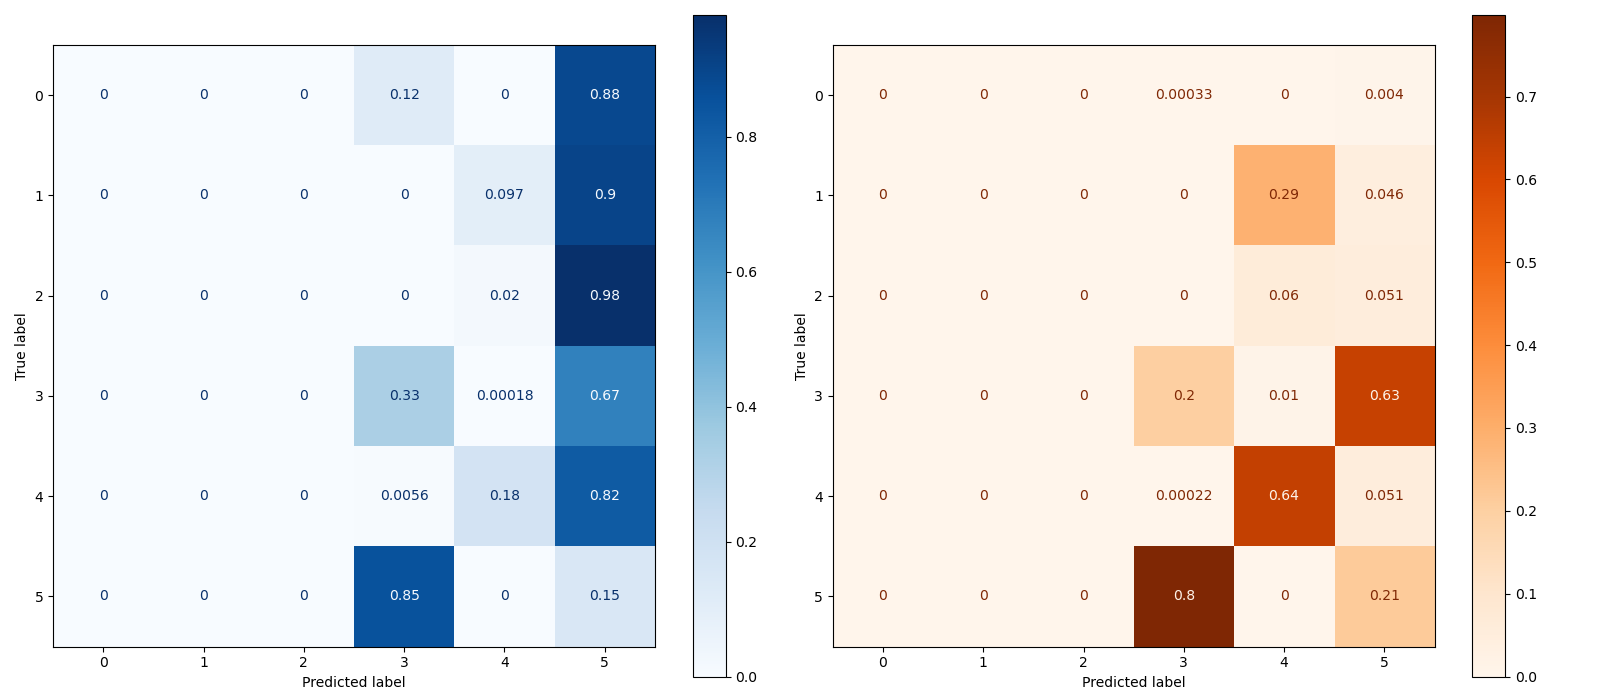 0 0 0 0 0.12 0 0.88
1 0 0 0 0 0.097 0.9
2 0 0 0 0 0.02 0.98
3 0 0 0 0.33 0.00018 0.67
4 0 0 0 0.0056 0.18 0.82
5 0 0 0 0.85 0 0.15
0 1 2 3 4 5
Predicted label
True label
0.8
0.6
0.4
0.2
0.0
0 0 0 0 0.00033 0 0.004
1 0 0 0 0 0.29 0.046
2 0 0 0 0 0.06 0.051
3 0 0 0 0.2 0.01 0.63
4 0 0 0 0.00022 0.64 0.051
5 0 0 0 0.8 0 0.21
0 1 2 3 4 5
Predicted label
True label
0.7
0.6
0.5
0.4
0.3
0.2
0.1
0.0